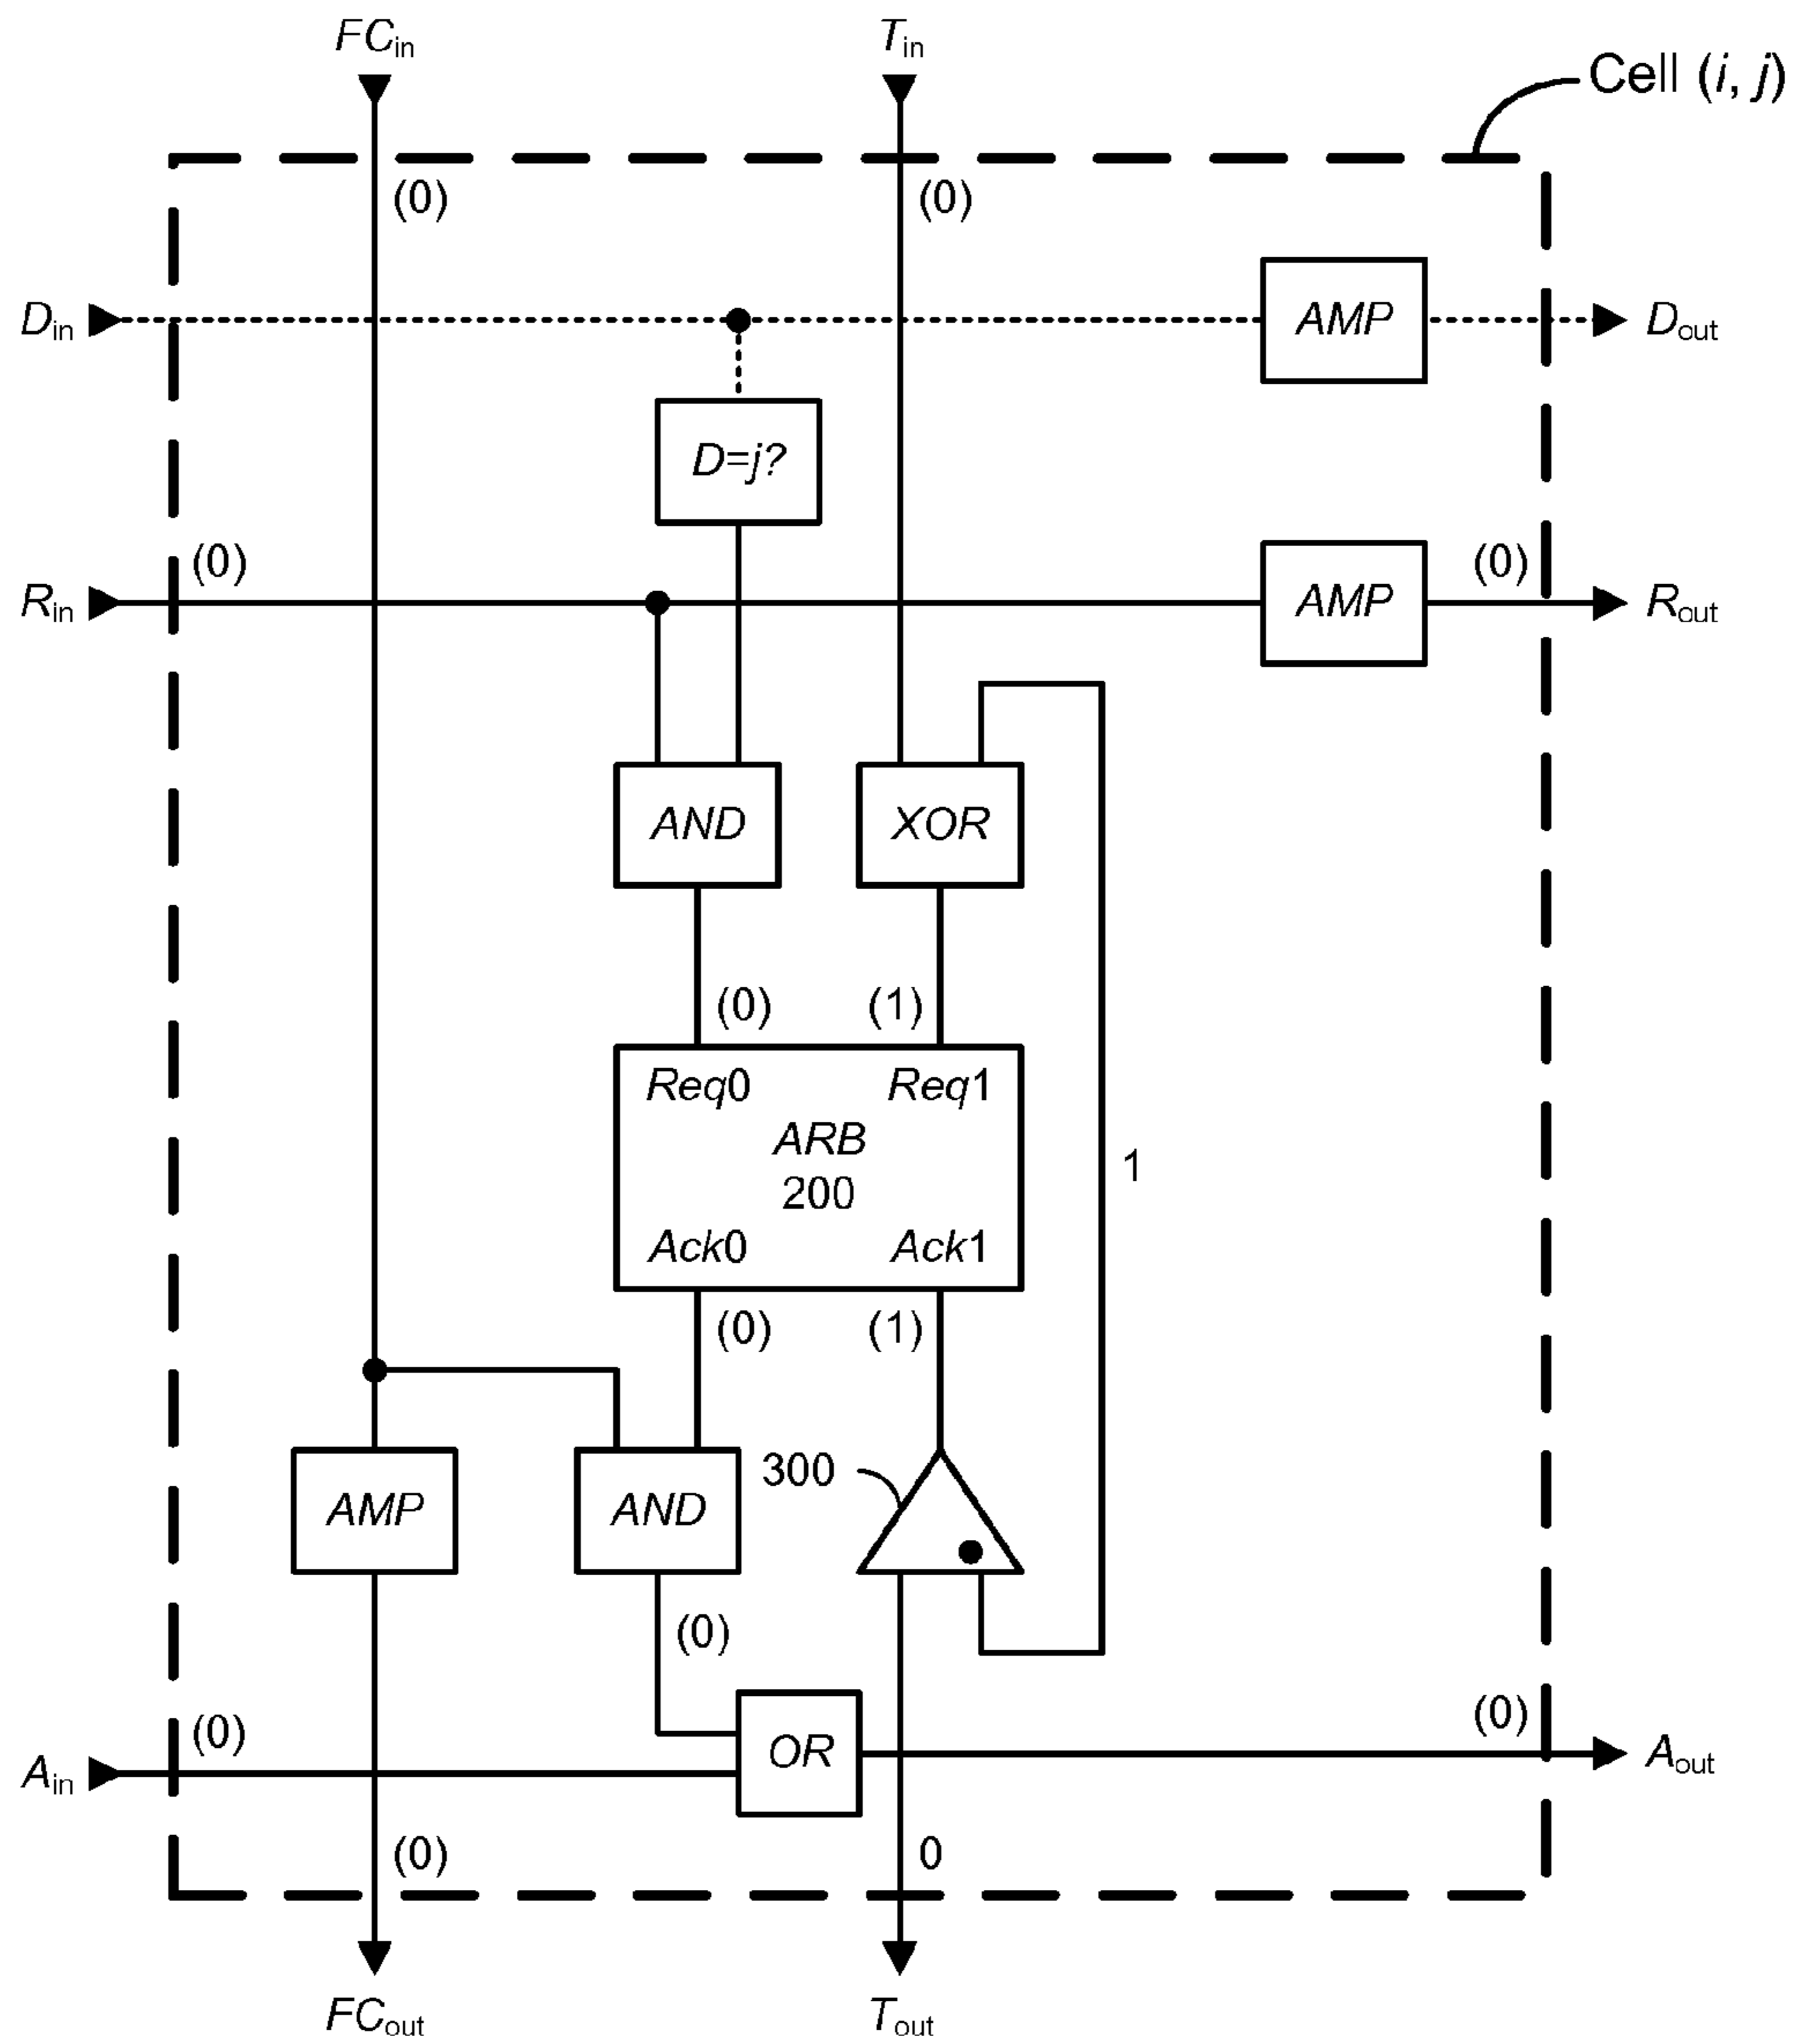 FCin
Tin
Cell (i, j)
(0)
(0)
Din
AMP
Dout
D=j?
(0)
(0)
Rin
AMP
Rout
AND
XOR
(0)
(1)
Req0
Req1
ARB
200
1
Ack0
Ack1
(0)
(1)
300
AMP
AND
(0)
(0)
(0)
OR
Ain
Aout
(0)
0
FCout
Tout